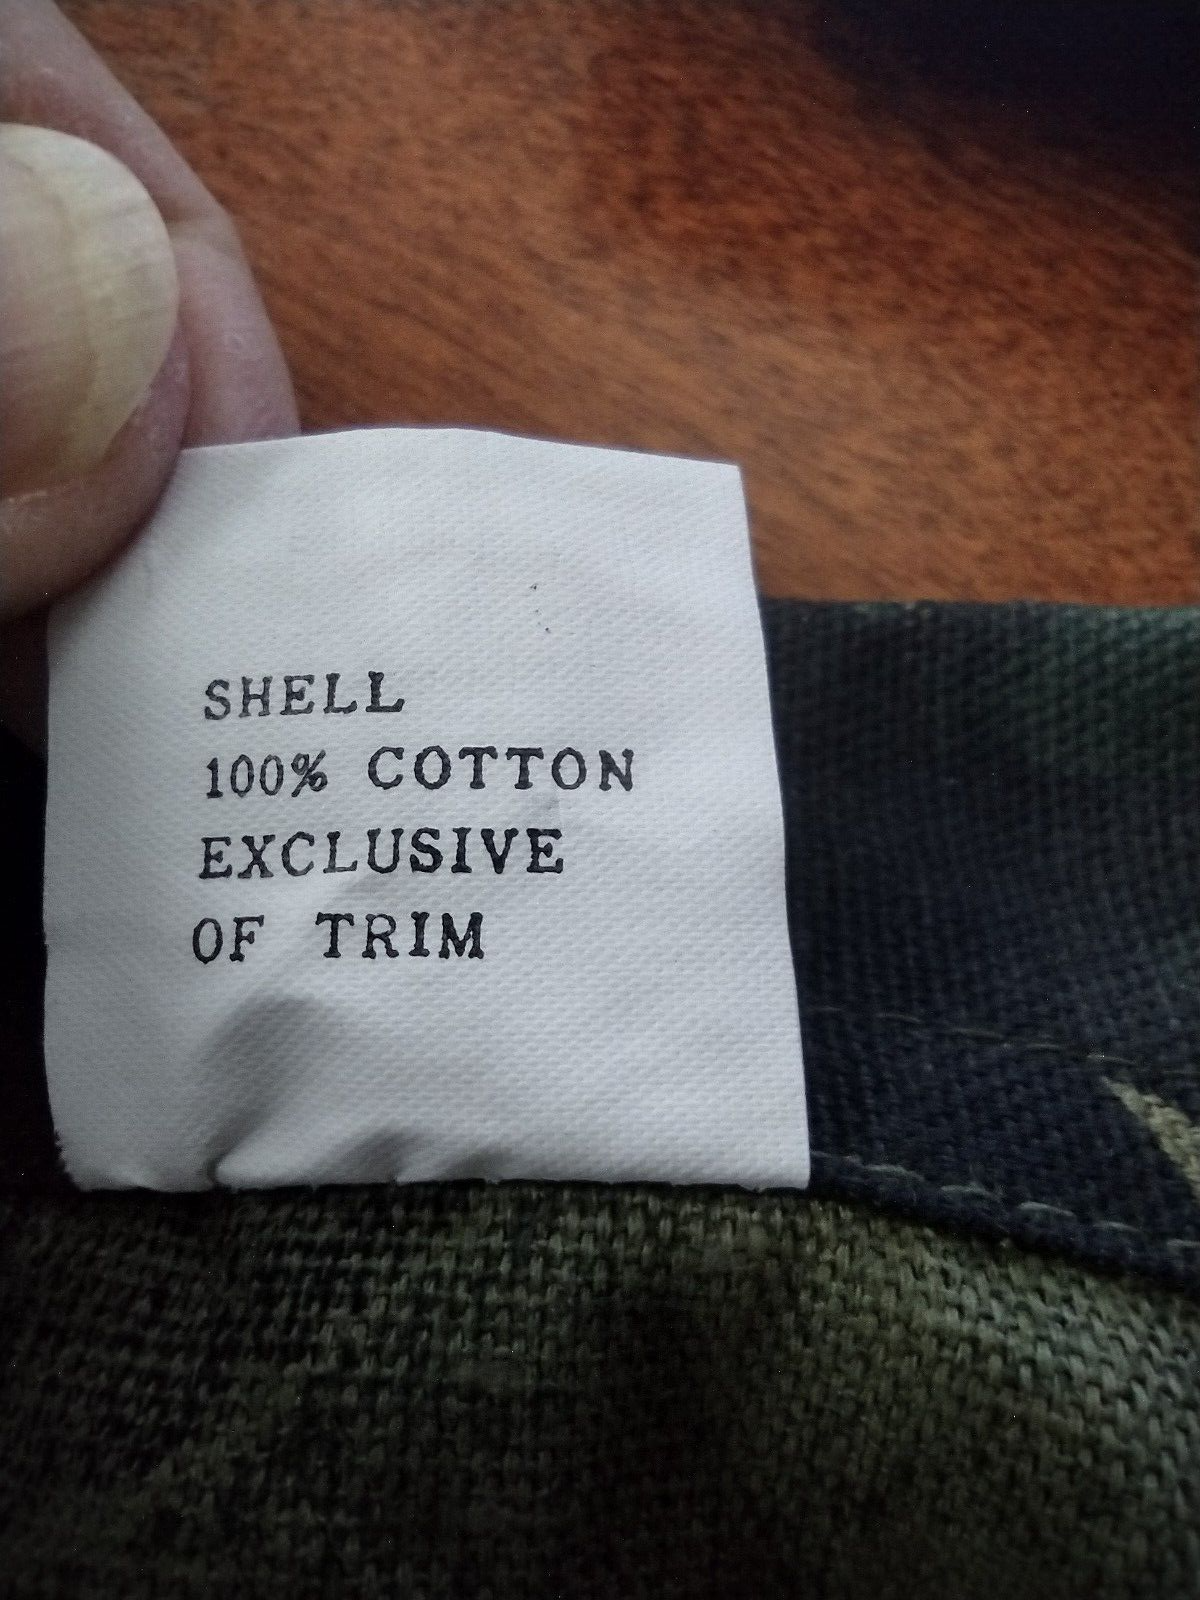 SHELL
100% COTTON
EXCLUSIVE
OF TRIM